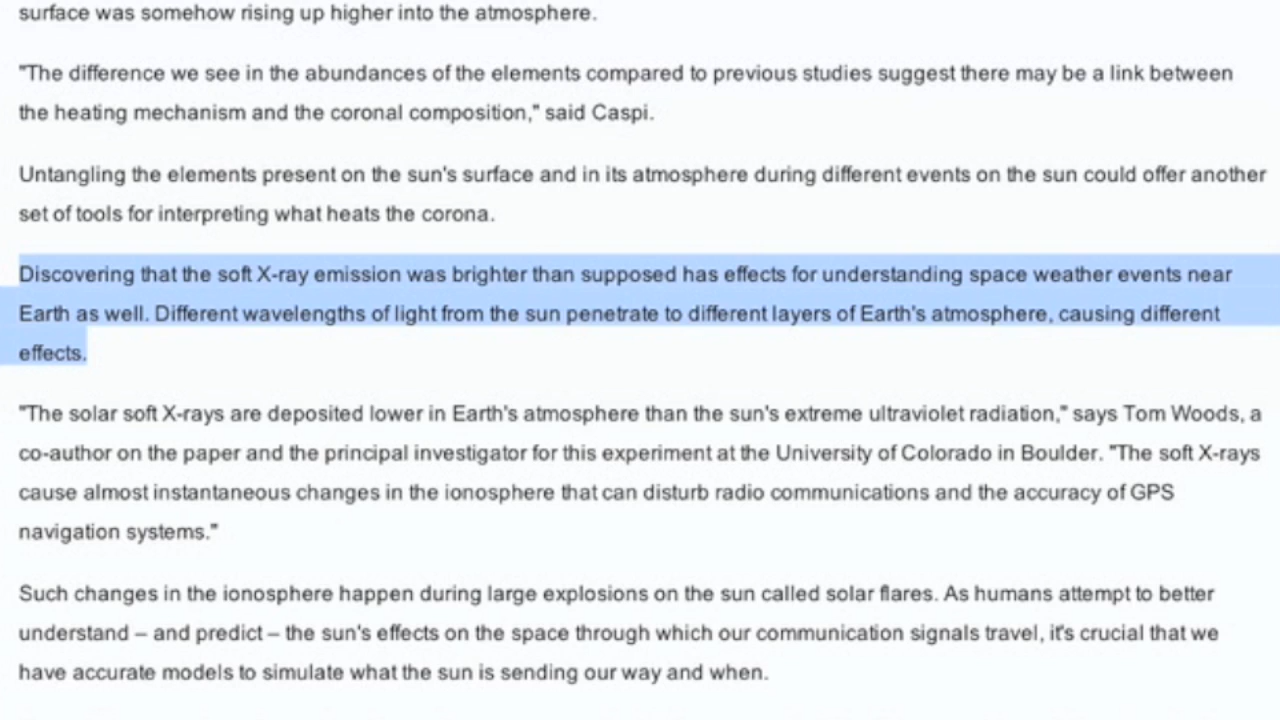 surface was somehow rising up higher into the atmosphere.
"The difference we see in the abundances of the elements compared to previous studies suggest there may be a link between
the heating mechanism and the coronal composition," said Caspi.
Untangling the elements present on the sun's surface and in its atmosphere during different events on the sun could offer another
set of tools for interpreting what heats the corona.
Discovering that the soft X-ray emission was brighter than supposed has effects for understanding space weather events near
Earth as well. Different wavelengths of light from the sun penetrate to different layers of Earth's atmosphere, causing different
effects.
"The solar soft X-rays are deposited lower in Earth's atmosphere than the sun's extreme ultraviolet radiation," says Tom Woods, a
co-author on the paper and the principal investigator for this experiment at the University of Colorado in Boulder. "The soft X-rays
cause almost instantaneous changes in the ionosphere that can disturb radio communications and the accuracy of GPS
navigation systems."
Such changes in the ionosphere happen during large explosions on the sun called solar flares. As humans attempt to better
understand – and predict – the sun's effects on the space through which our communication signals travel, it's crucial that we
have accurate models to simulate what the sun is sending our way and when.